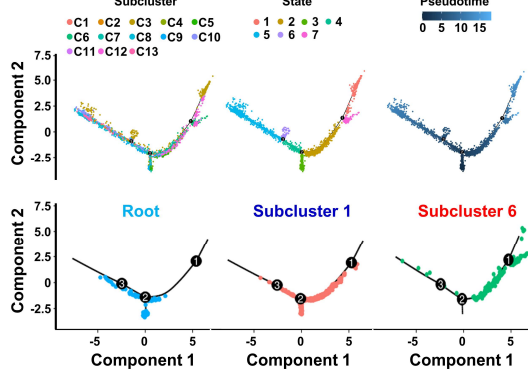 Subcluster State Pseudotime
C1 C2 C3 C4 C5
C6 C7 C8 C9 C10
C11 C12 C13
1 2 3 4
5 6 7
0 5 10 15
Component 2
7.5
5.0
2.5
0
-2.5
Component 2
7.5
5.0
2.5
0
-2.5
Root Subcluster 1 Subcluster 6
3 2 1
3 2 1
3 2 1
-5 0 5 -5 0 5 -5 0 5
Component 1 Component 1 Component 1